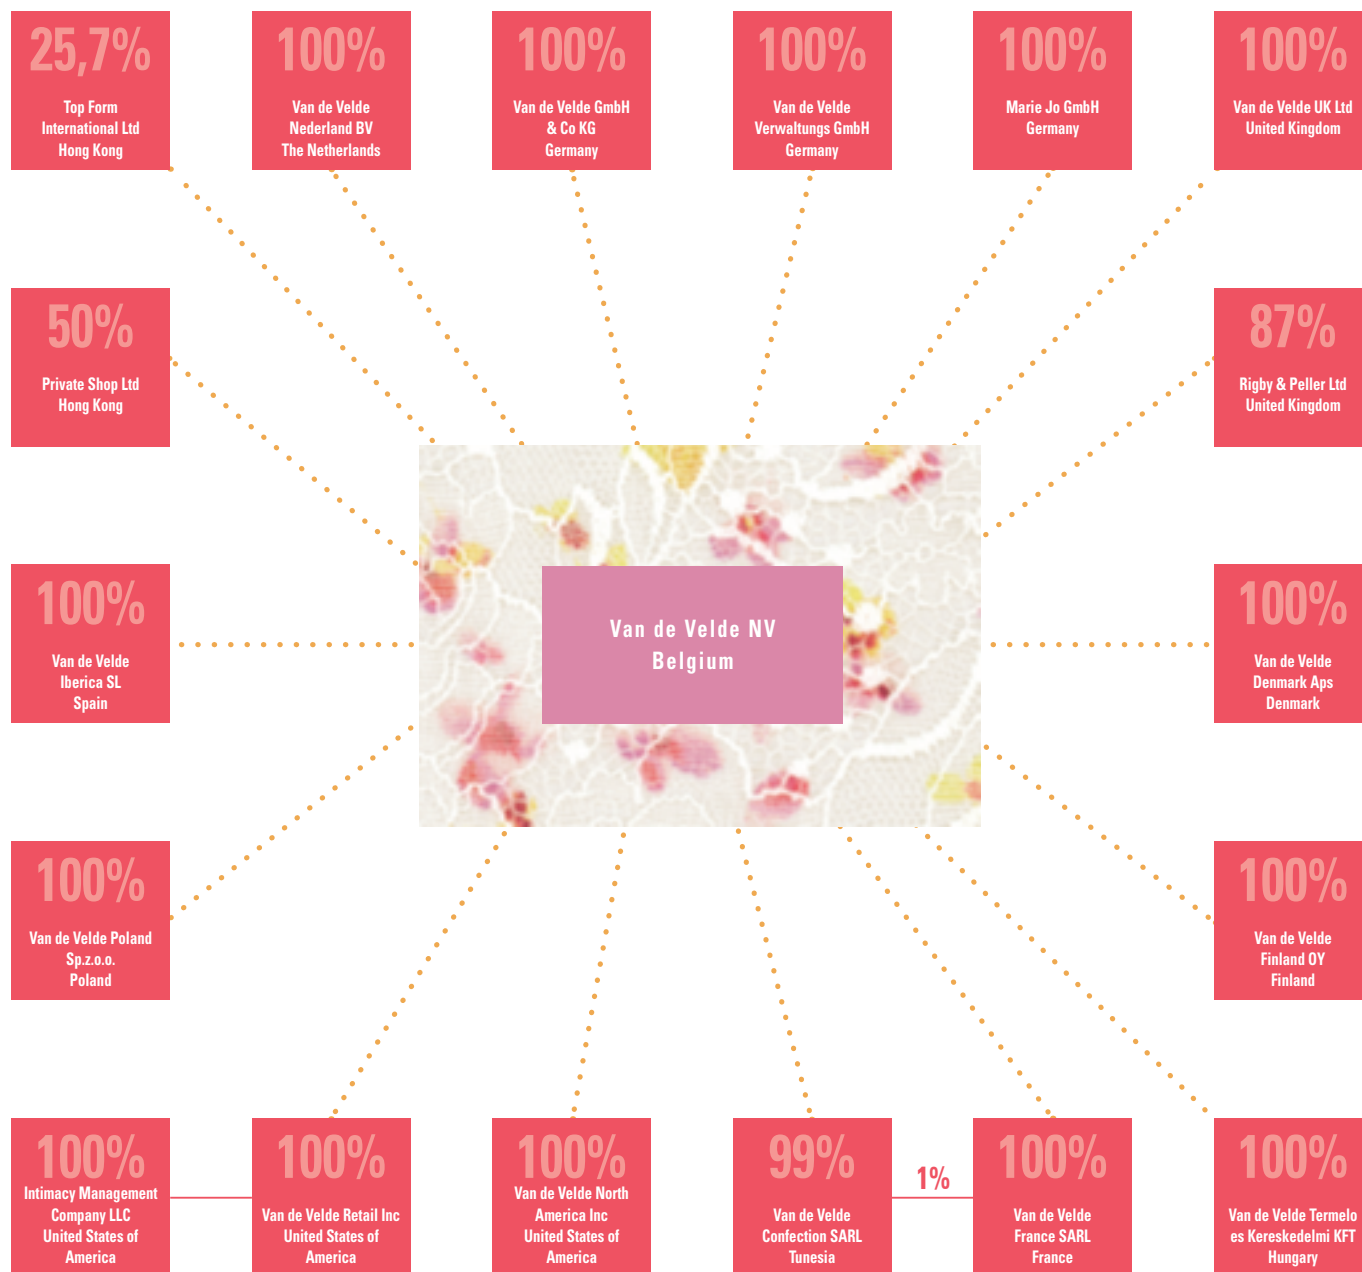 25,7%
Top Form
International Ltd
Hong Kong
100%
Van de Velde
Nederland BV
The Netherlands
100%
Van de Velde GmbH
& Co KG
Germany
100%
Van de Velde
Verwaltungs GmbH
Germany
100%
Marie Jo GmbH
Germany
100%
Van de Velde UK Ltd
United Kingdom
50%
Private Shop Ltd
Hong Kong
87%
Rigby & Peller Ltd
United Kingdom
100%
Van de Velde
Iberica SL
Spain
Van de Velde NV
Belgium
100%
Van de Velde
Denmark Aps
Denmark
100%
Van de Velde Poland
Sp.z.o.o.
Poland
100%
Van de Velde
Finland OY
Finland
100%
Intimacy Management
Company LLC
United States of
America
100%
Van de Velde Retail Inc
United States of
America
100%
Van de Velde North
America Inc
United States of
America
99%
Van de Velde
Confection SARL
Tunesia
1%
100%
Van de Velde
France SARL
France
100%
Van de Velde Termelo
es Kereskedelmi KFT
Hungary